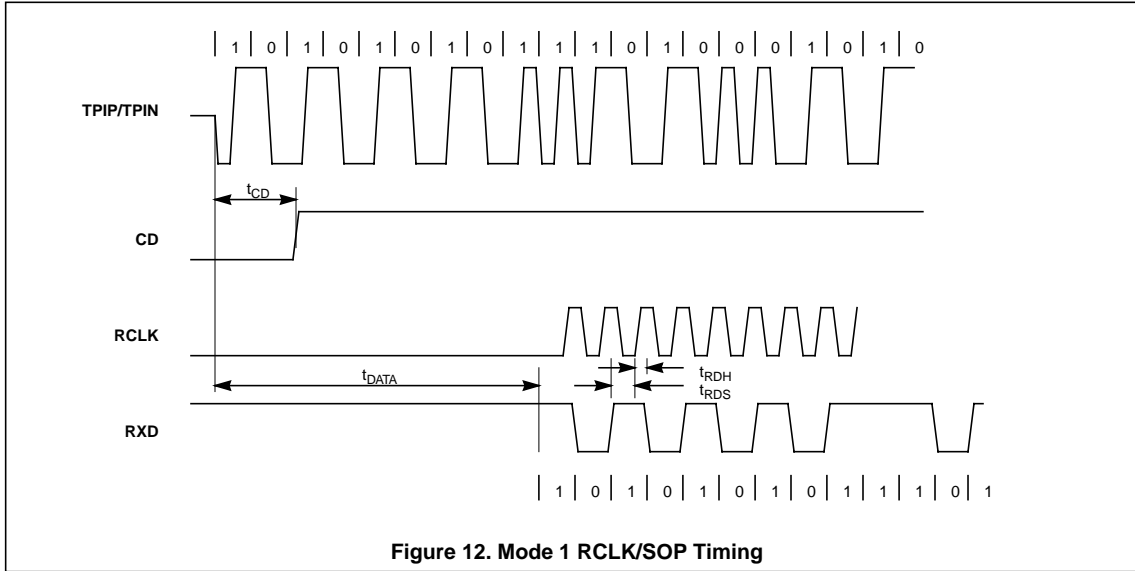 | 1 | 0 | 1 | 0 | 1 | 0 | 1 | 0 | 1 | 1 | 1 | 0 | 1 | 0 | 0 | 0 | 1 | 0 | 1 | 0
TPIP/TPIN
tCD
CD
RCLK
tRDH
tDATA
tRDS
RXD
| 1 | 0 | 1 | 0 | 1 | 0 | 1 | 0 | 1 | 1 | 1 | 0 | 1
Figure 12. Mode 1 RCLK/SOP Timing